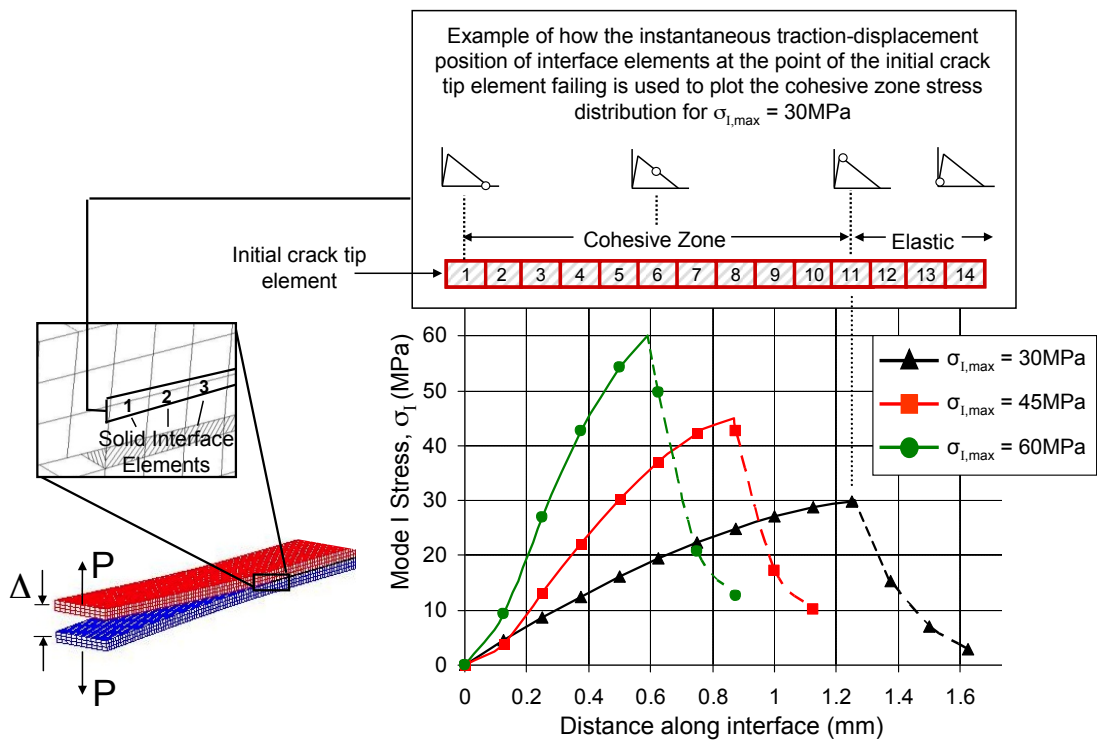 Example of how the instantaneous traction-displacement
position of interface elements at the point of the initial crack
tip element failing is used to plot the cohesive zone stress
distribution for σI,max = 30MPa
Cohesive Zone
Elastic
Initial crack tip
element
1 2 3 4 5 6 7 8 9 10 11 12 13 14
1 2 3
Solid Interface
Elements
P
Δ
P
Mode I Stress, σI (MPa)
60
50
40
30
20
10
0
0 0.2 0.4 0.6 0.8 1 1.2 1.4 1.6
Distance along interface (mm)
σI,max = 30MPa
σI,max = 45MPa
σI,max = 60MPa